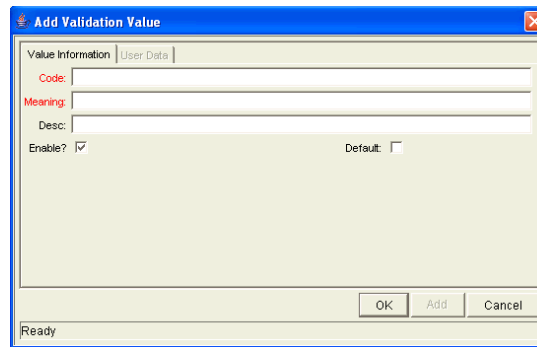 Add Validation Value
Value Information User Data
Code:
Meaning:
Desc:
Enable? Default:
OK Add Cancel
Ready